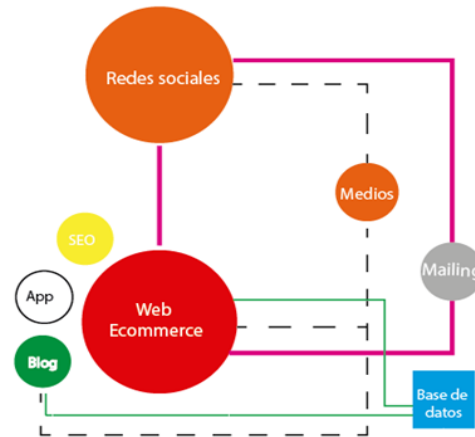 Redes sociales
Medios
SEO
Mailing
App
Web
Ecommerce
Blog
Base de
datos